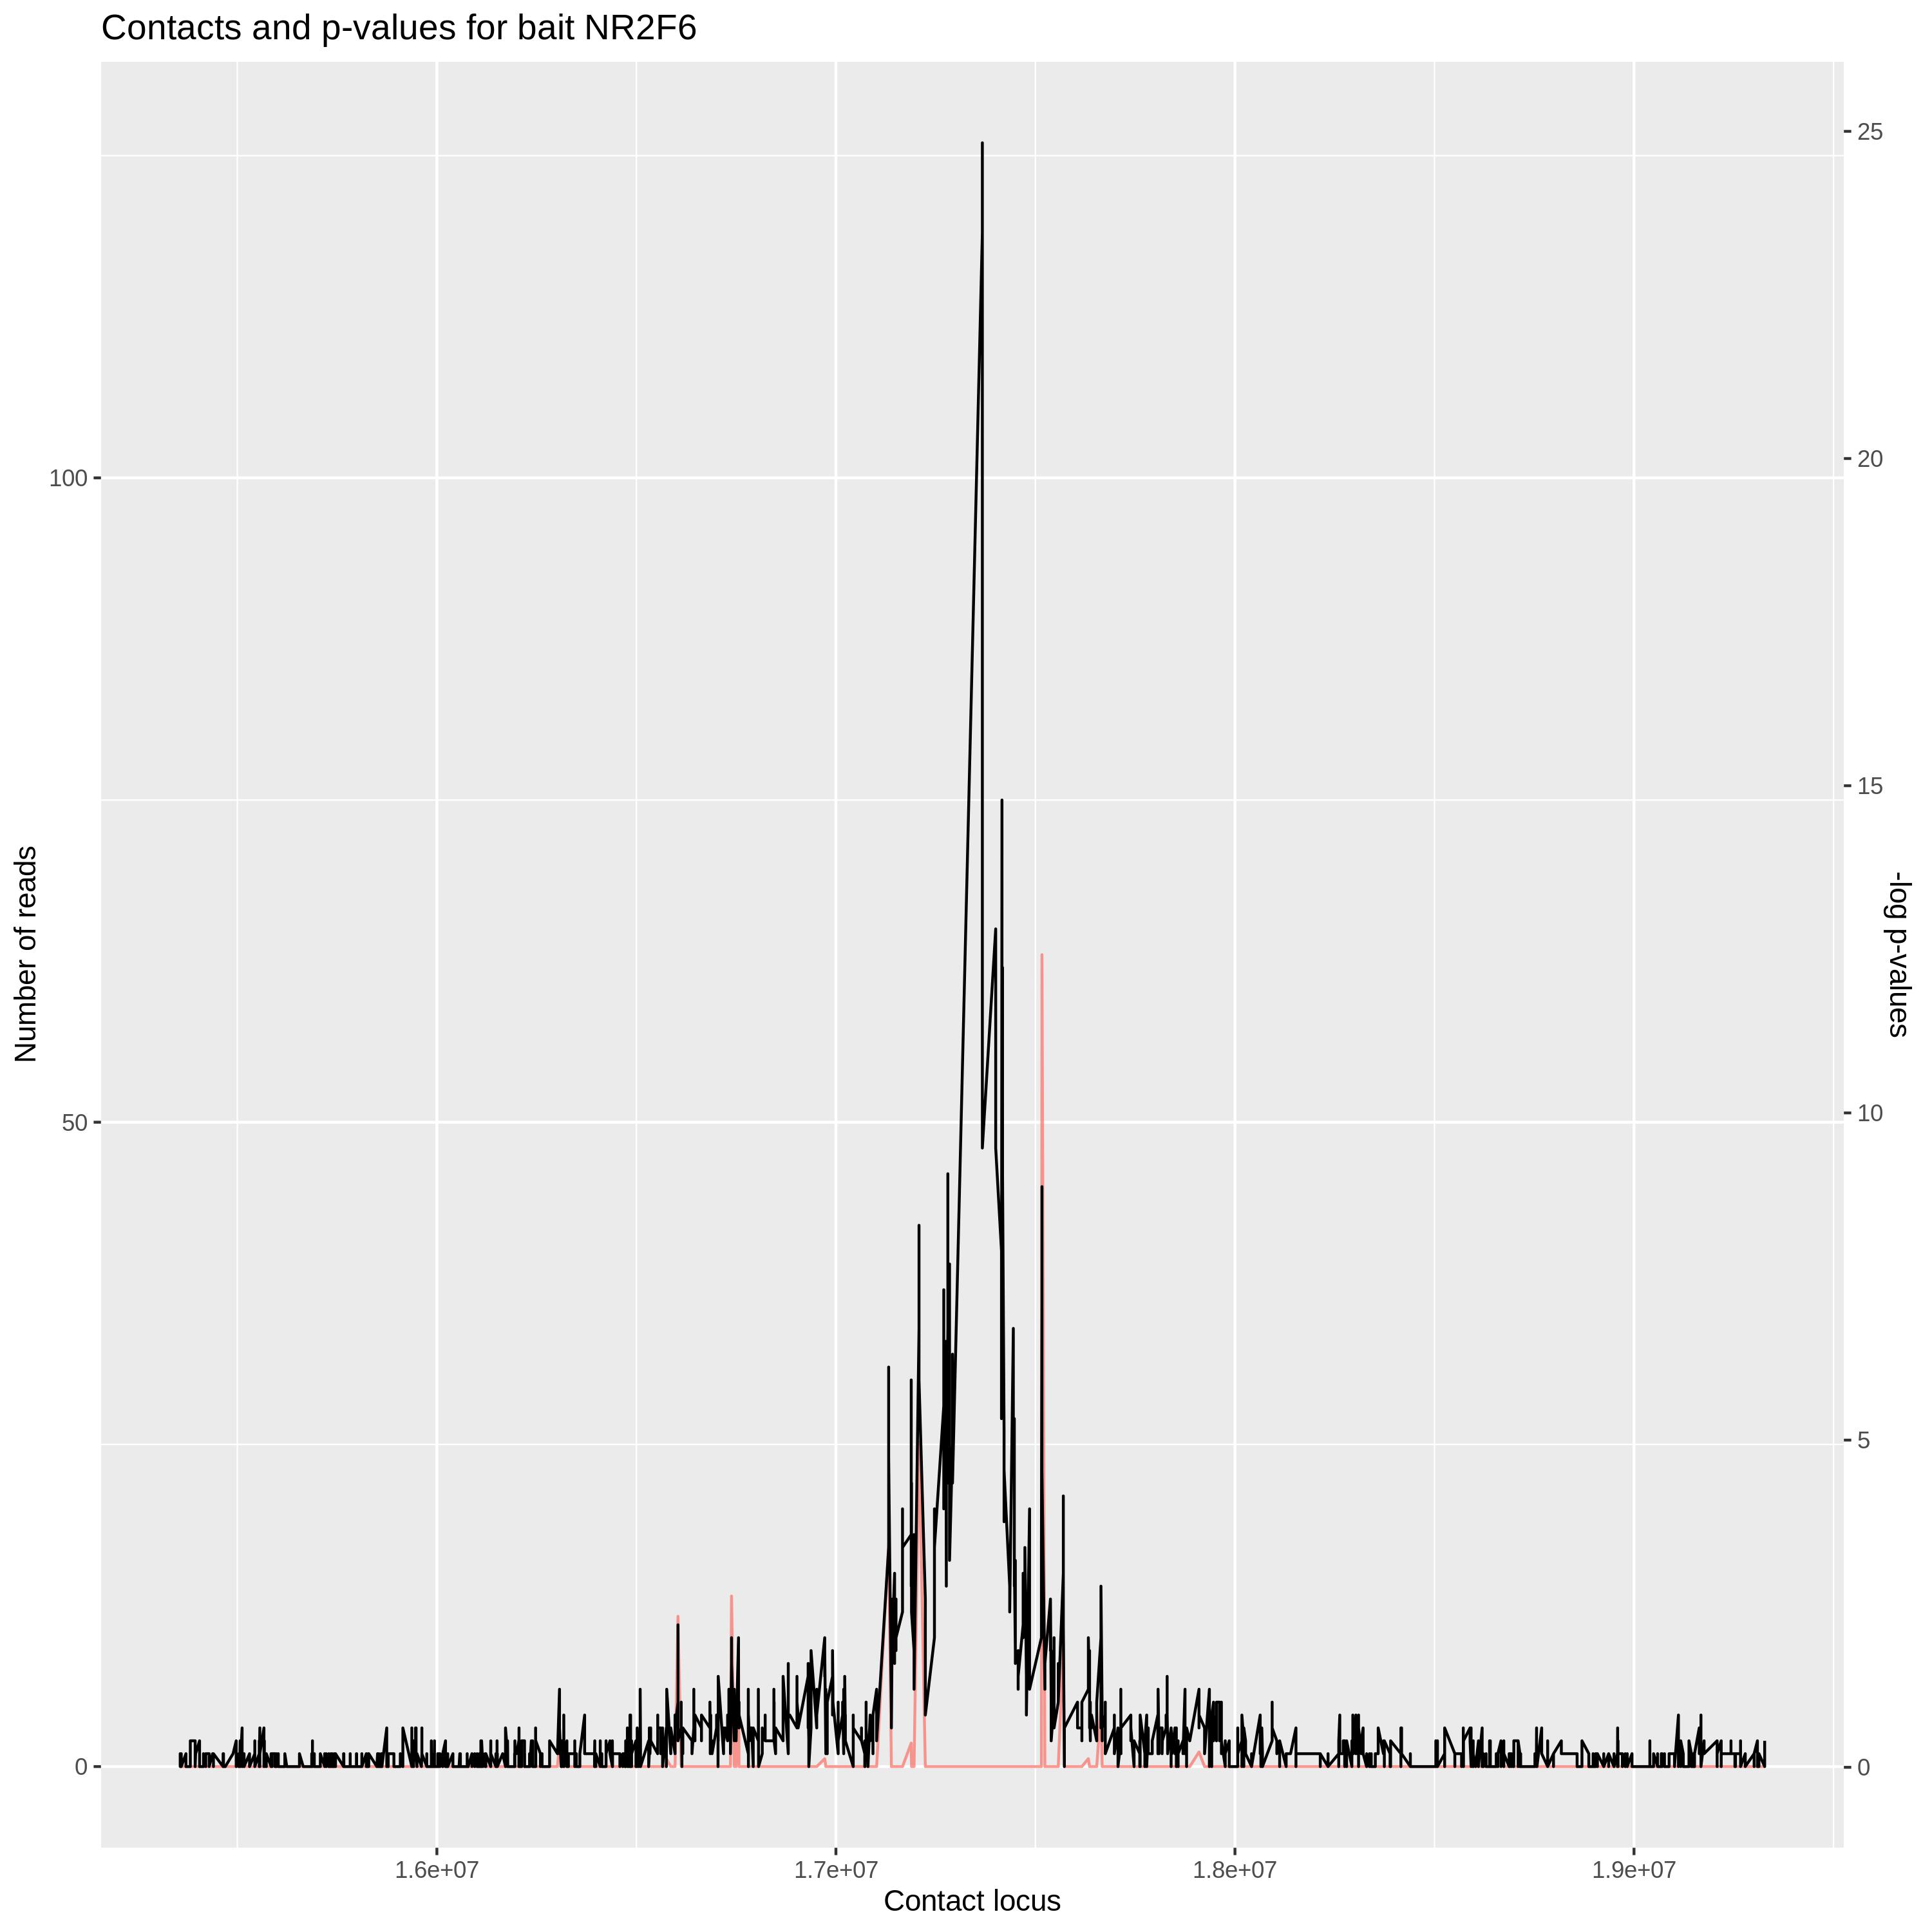 Contacts and p-values for bait NR2F6
25
20
15
10
5
0
100
50
0
Number of reads
-log p-values
1.6e+07 1.7e+07 1.8e+07 1.9e+07
Contact locus